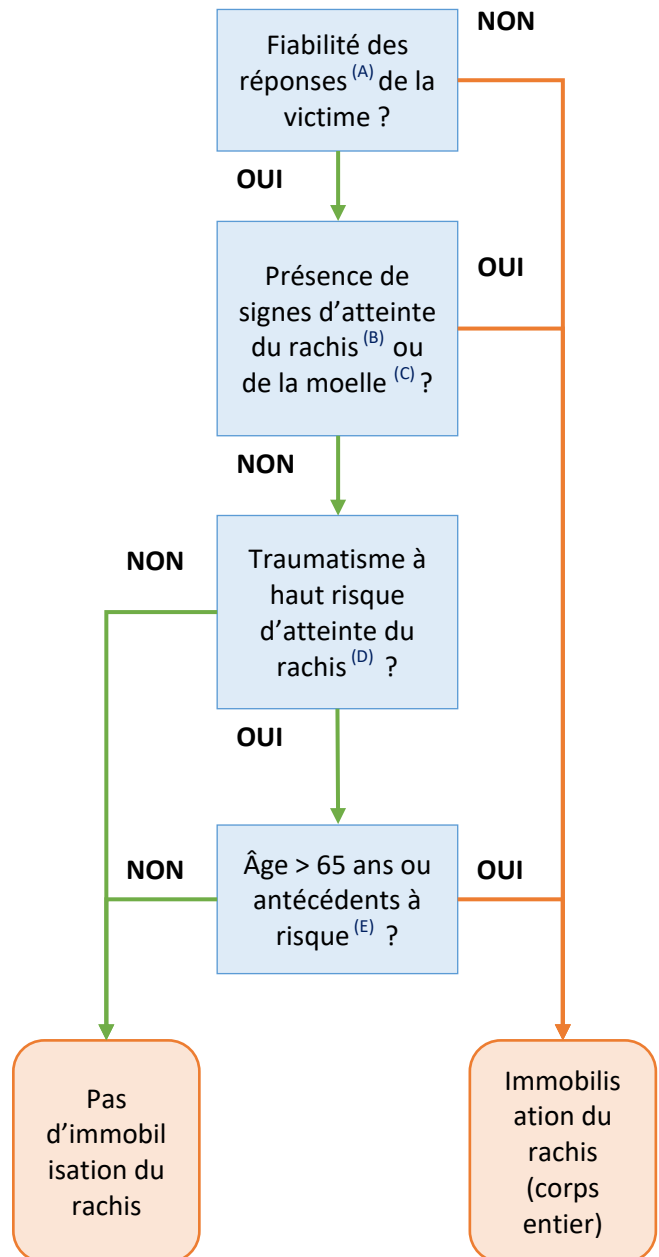 NON
Fiabilité des
réponses (A) de la
victime ?
OUI
Présence de
signes d’atteinte
du rachis (B) ou
de la moelle (C) ?
OUI
NON
NON
Traumatisme à
haut risque
d’atteinte du
rachis (D) ?
OUI
NON
Âge > 65 ans ou
antécédents à
risque (E) ?
OUI
Pas
d’immobil
isation du
rachis
Immobilis
ation du
rachis
(corps
entier)